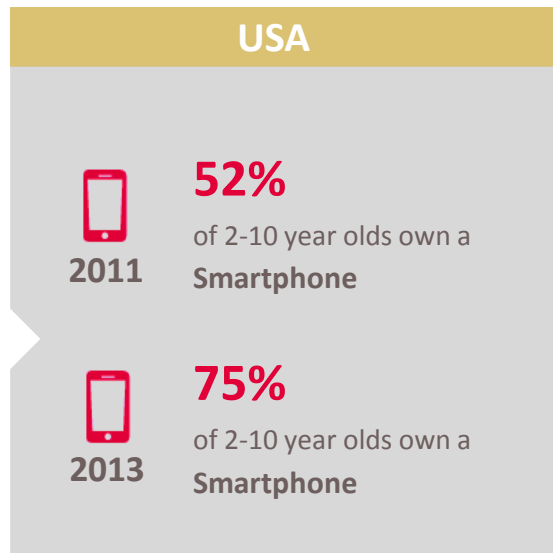 USA
52%
of 2-10 year olds own a
Smartphone
2011
75%
of 2-10 year olds own a
Smartphone
2013